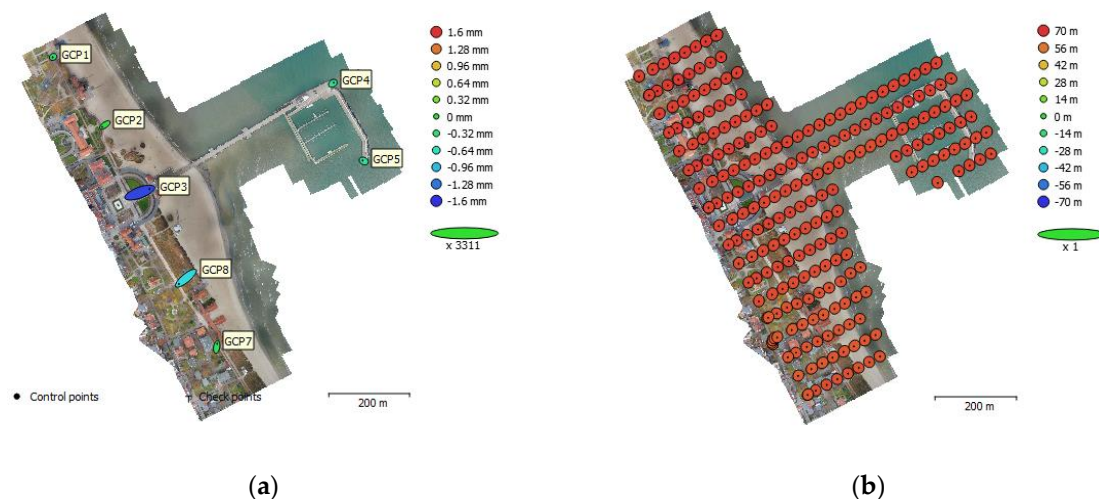 GCP1
GCP2
GCP3
GCP4
GCP5
GCP8
GCP7
1.6 mm
1.28 mm
0.96 mm
0.64 mm
0.32 mm
0 mm
-0.32 mm
-0.64 mm
-0.96 mm
-1.28 mm
-1.6 mm
x 3311
Control points
Check points
200 m
(a)
70 m
56 m
42 m
28 m
14 m
0 m
-14 m
-28 m
-42 m
-56 m
-70 m
x 1
200 m
(b)